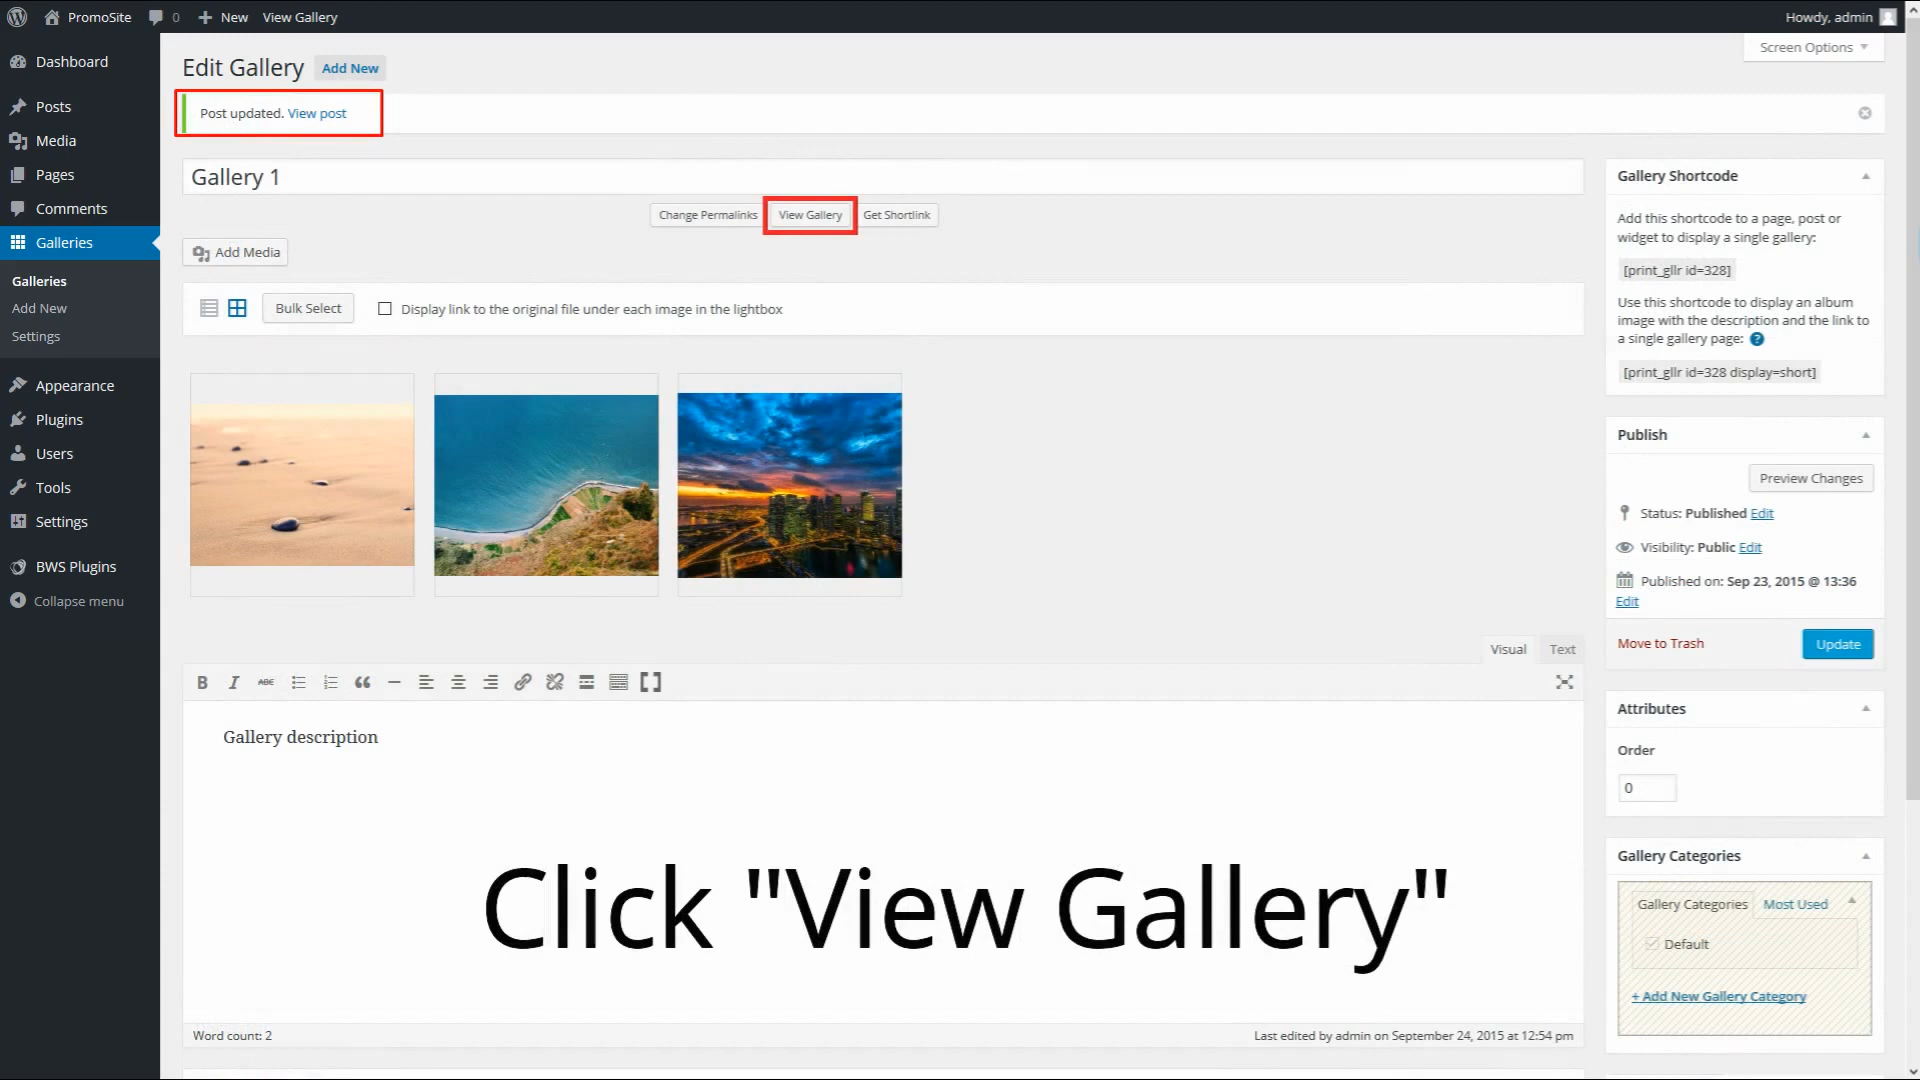 PromoSite
0
New
View Gallery
Howdy, admin
Screen Options
Dashboard
Posts
Media
Pages
Comments
Galleries
Galleries
Add New
Settings
Appearance
Plugins
Users
Tools
Settings
BWS Plugins
Collapse menu
Edit Gallery
Add New
Post updated. View post
Gallery 1
Change Permalinks
View Gallery
Get Shortlink
Add Media
Bulk Select
Display link to the original file under each image in the lightbox
Visual
Text
B
I
ABC
Gallery description
Click "View Gallery"
Word count: 2
Last edited by admin on September 24, 2015 at 12:54 pm
Gallery Shortcode
Add this shortcode to a page, post or
widget to display a single gallery:
[print_gllr id=328]
Use this shortcode to display an album
image with the description and the link to
a single gallery page: ?
[print_gllr id=328 display=short]
Publish
Preview Changes
Status: Published Edit
Visibility: Public Edit
Published on: Sep 23, 2015 @ 13:36
Edit
Move to Trash
Update
Attributes
Order
0
Gallery Categories
Gallery Categories
Most Used
Default
+ Add New Gallery Category